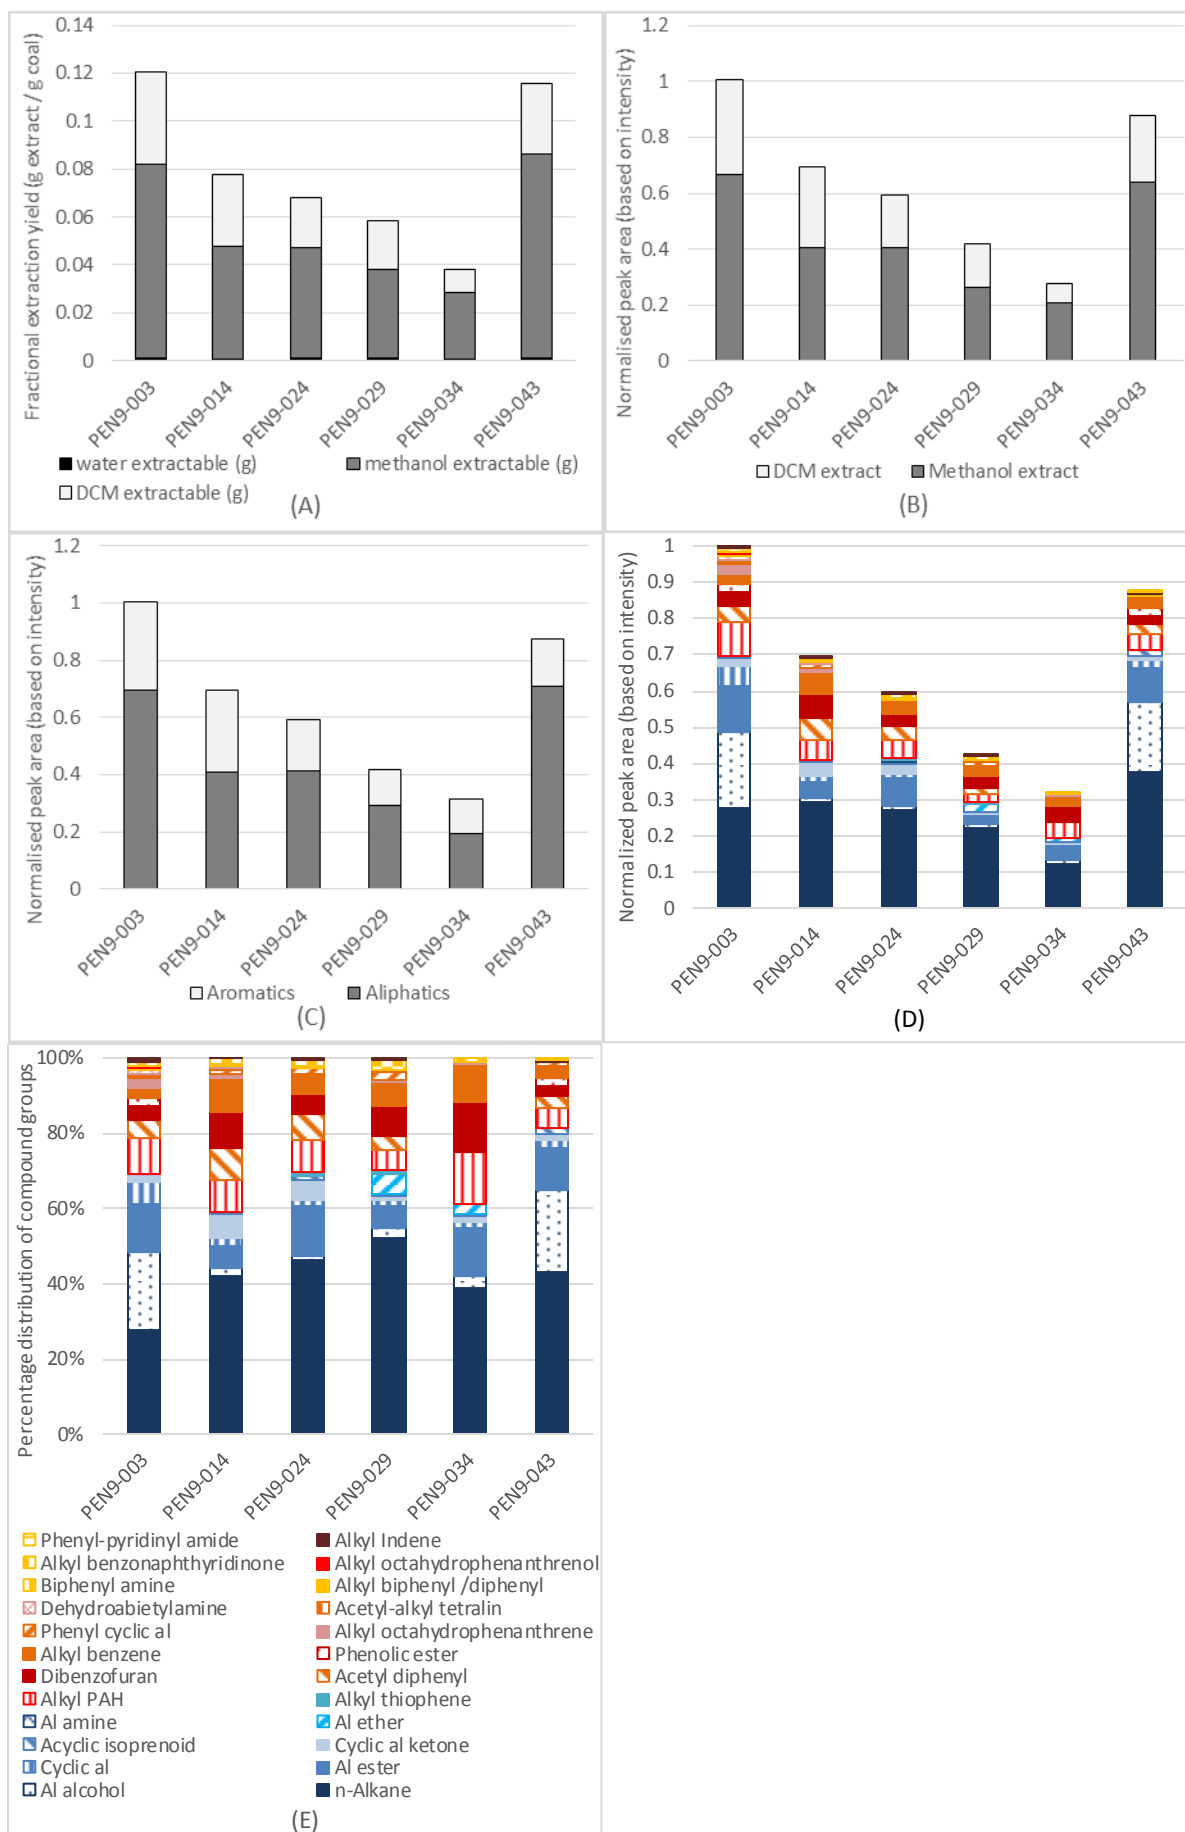 Fractional extraction yield (g extract / g coal)
0.14
0.12
0.1
0.08
0.06
0.04
0.02
0
PEN9-003
PEN9-014
PEN9-024
PEN9-029
PEN9-034
PEN9-043
water extractable (g)
methanol extractable (g)
DCM extractable (g)
(A)
Normalised peak area (based on intensity)
1.2
1
0.8
0.6
0.4
0.2
0
PEN9-003
PEN9-014
PEN9-024
PEN9-029
PEN9-034
PEN9-043
DCM extract
Methanol extract
(B)
Normalised peak area (based on intensity)
1.2
1
0.8
0.6
0.4
0.2
0
PEN9-003
PEN9-014
PEN9-024
PEN9-029
PEN9-034
PEN9-043
Aromatics
Aliphatics
(C)
Normalized peak area (based on intensity)
1
0.9
0.8
0.7
0.6
0.5
0.4
0.3
0.2
0.1
0
PEN9-003
PEN9-014
PEN9-024
PEN9-029
PEN9-034
PEN9-043
(D)
Percentage distribution of compound groups
100%
80%
60%
40%
20%
0%
PEN9-003
PEN9-014
PEN9-024
PEN9-029
PEN9-034
PEN9-043
Phenyl-pyridinyl amide
Alkyl Indene
Alkyl benzonaphthyridinone
Alkyl octahydrophenanthrenol
Biphenyl amine
Alkyl biphenyl /diphenyl
Dehydroabietylamine
Acetyl-alkyl tetralin
Phenyl cyclic al
Alkyl octahydrophenanthrene
Alkyl benzene
Phenolic ester
Dibenzofuran
Acetyl diphenyl
Alkyl PAH
Alkyl thiophene
Al amine
Al ether
Acyclic isoprenoid
Cyclic al ketone
Cyclic al
Al ester
Al alcohol
n-Alkane
(E)